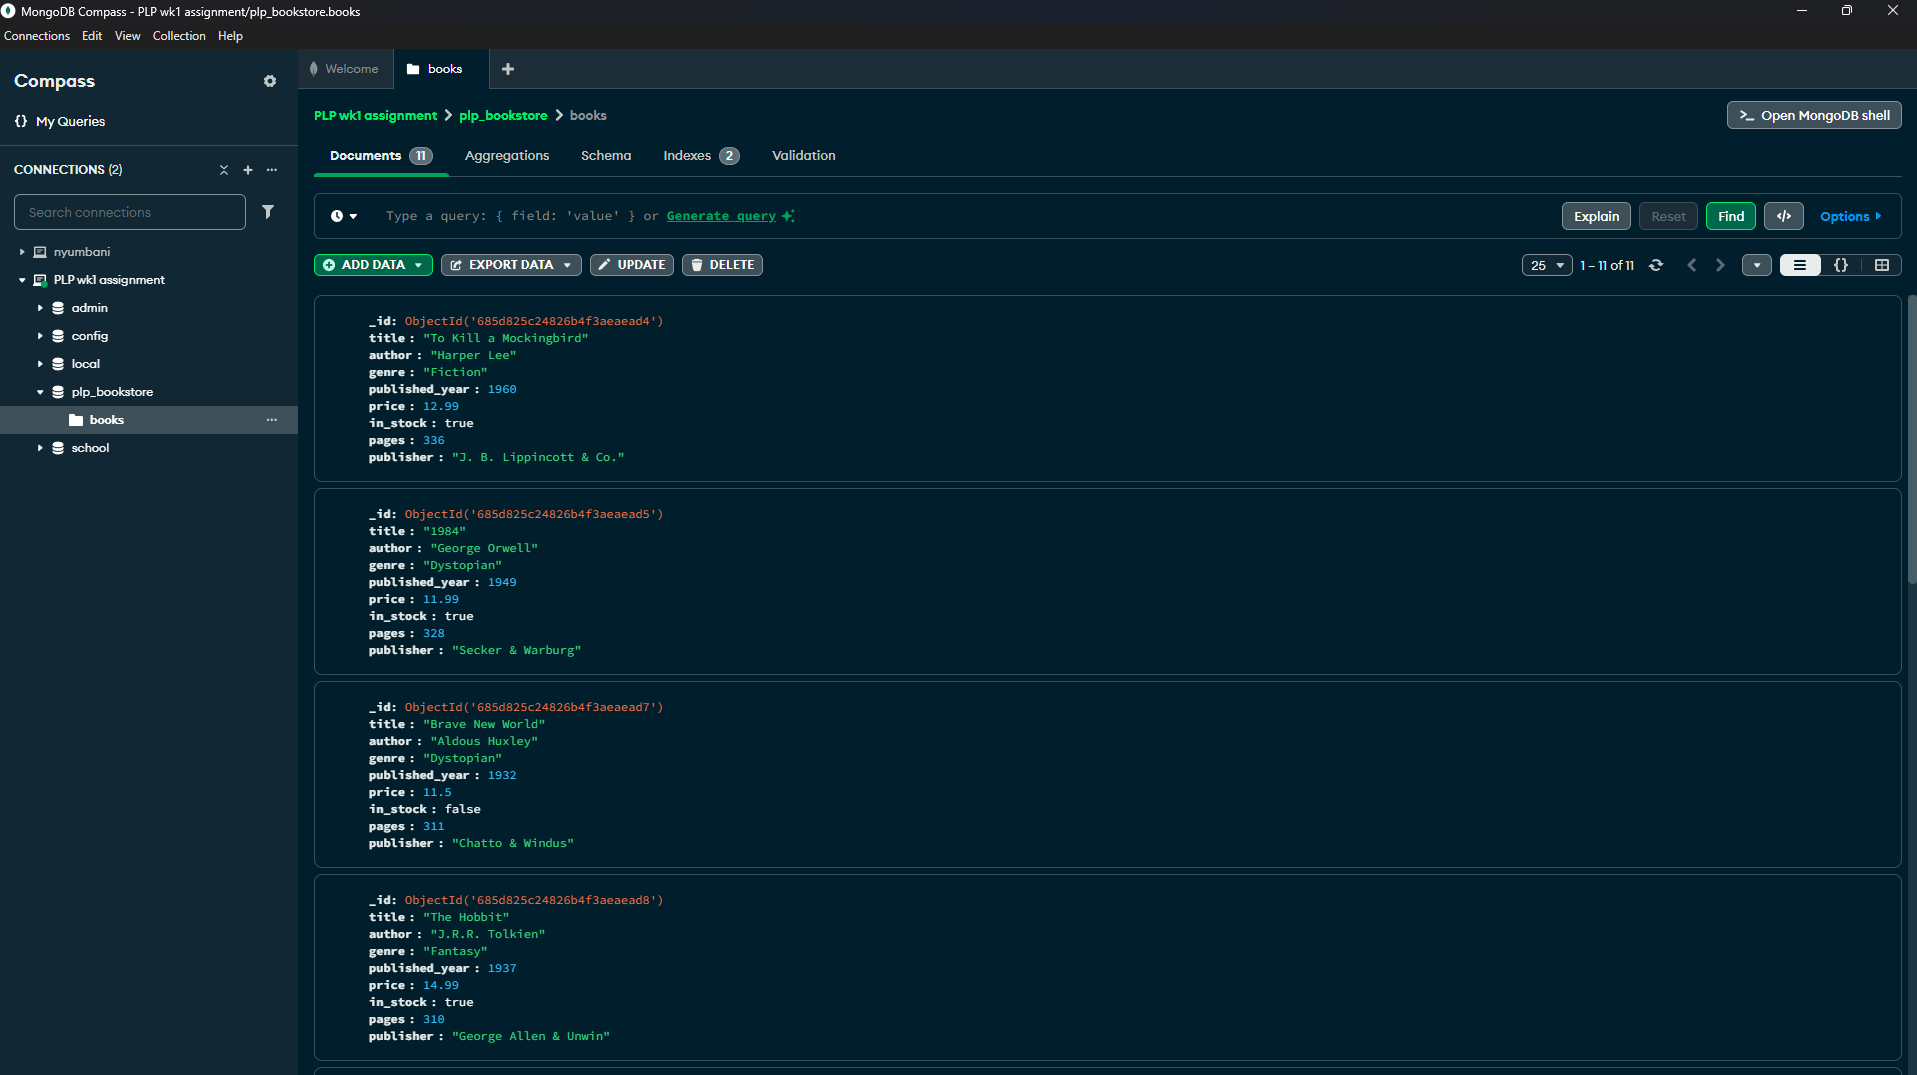 MongoDB Compass - PLP wk1 assignment/plp_bookstore.books
Connections Edit View Collection Help
Compass
{} My Queries
CONNECTIONS (2)
Search connections
nyumbani
PLP wk1 assignment
admin
config
local
plp_bookstore
books
school
Welcome books
PLP wk1 assignment > plp_bookstore > books
>_ Open MongoDB shell
Documents 11 Aggregations Schema Indexes 2 Validation
Type a query: { field: 'value' } or Generate query
Explain Reset Find </> Options
ADD DATA EXPORT DATA UPDATE DELETE
25 1 – 11 of 11 {}
_id: ObjectId('685d825c24826b4f3aeaead4')
title : "To Kill a Mockingbird"
author : "Harper Lee"
genre : "Fiction"
published_year : 1960
price : 12.99
in_stock : true
pages : 336
publisher : "J. B. Lippincott & Co."
_id: ObjectId('685d825c24826b4f3aeaead5')
title : "1984"
author : "George Orwell"
genre : "Dystopian"
published_year : 1949
price : 11.99
in_stock : true
pages : 328
publisher : "Secker & Warburg"
_id: ObjectId('685d825c24826b4f3aeaead7')
title : "Brave New World"
author : "Aldous Huxley"
genre : "Dystopian"
published_year : 1932
price : 11.5
in_stock : false
pages : 311
publisher : "Chatto & Windus"
_id: ObjectId('685d825c24826b4f3aeaead8')
title : "The Hobbit"
author : "J.R.R. Tolkien"
genre : "Fantasy"
published_year : 1937
price : 14.99
in_stock : true
pages : 310
publisher : "George Allen & Unwin"